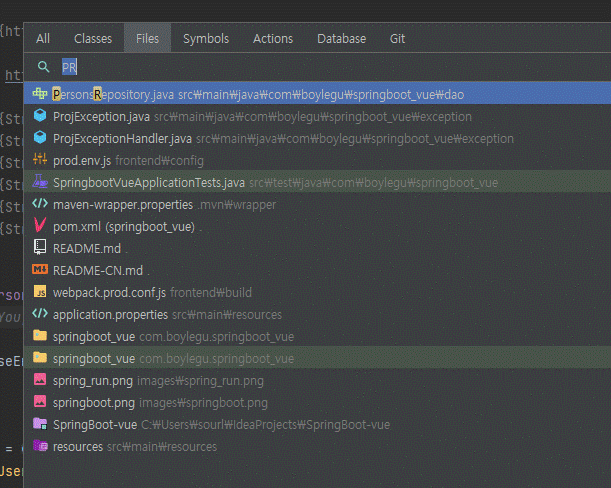 {htt
All Classes Files Symbols Actions Database Git
PR
htt
PersonsRepository.java src₩main₩java₩com₩boylegu₩springboot_vue₩dao
ProjException.java src₩main₩java₩com₩boylegu₩springboot_vue₩exception
{Str
ProjExceptionHandler.java src₩main₩java₩com₩boylegu₩springboot_vue₩exception
{Str
prod.env.js frontend₩config
{Str
SpringbootVueApplicationTests.java src₩test₩java₩com₩boylegu₩springboot_vue
{Str
maven-wrapper.properties .mvn₩wrapper
{Str
pom.xml (springboot_vue) .
{Str
README.md .
README-CN.md .
erson
webpack.prod.conf.js frontend₩build
You
application.properties src₩main₩resources
springboot_vue com.boylegu.springboot_vue
seEn
springboot_vue com.boylegu.springboot_vue
spring_run.png images₩spring_run.png
springboot.png images₩springboot.png
SpringBoot-vue C:₩Users₩sourl₩IdeaProjects₩SpringBoot-vue
= (
resources src₩main₩resources
User